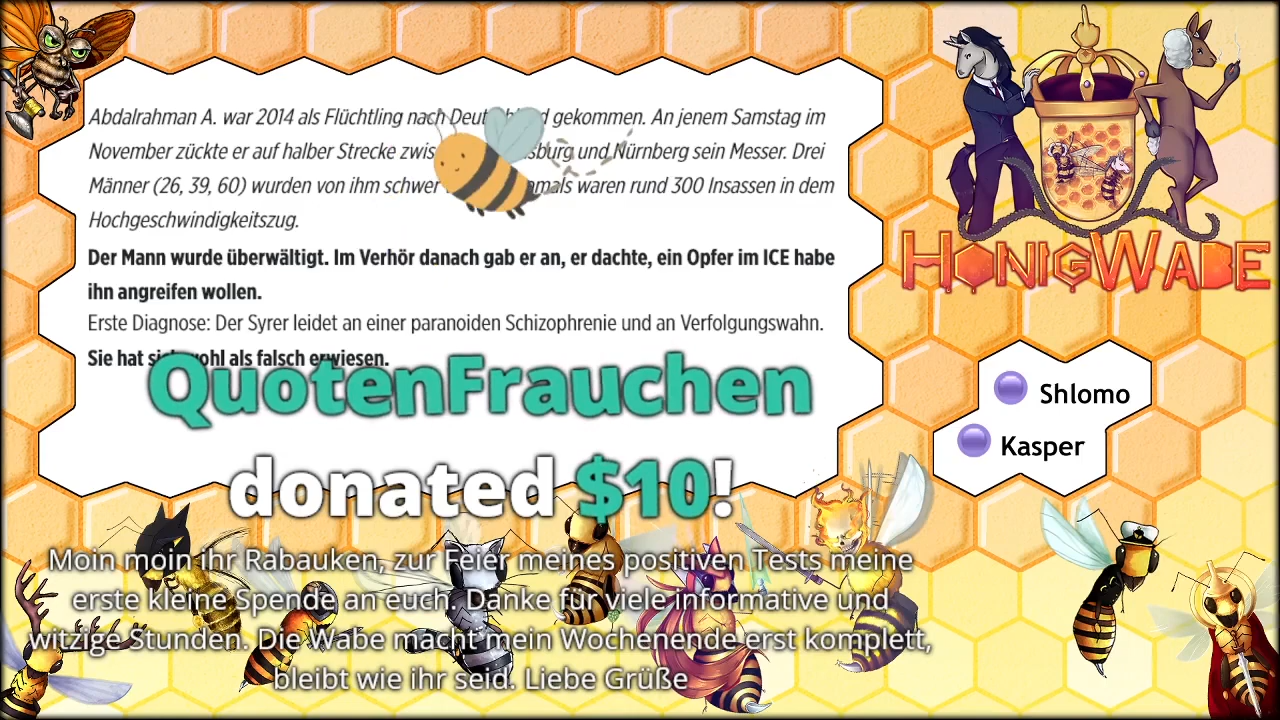 Abdalrahman A. war 2014 als Flüchtling nach gekommen. An jenem Samstag im
November zückte er auf halber Strecke und Nürnberg sein Messer. Drei
Männer (26, 39, 60) wurden von ihm schwer waren rund 300 Insassen in dem
Hochgeschwindigkeitszug.
Der Mann wurde überwältigt. Im Verhör danach gab er an, er dachte, ein Opfer im ICE habe
ihn angreifen wollen.
Erste Diagnose: Der Syrer leidet an einer paranoiden Schizophrenie und an Verfolgungswahn.
Sie hat sich wohl als falsch erwiesen.
QuotenFrauchen
donated $10!
Moin moin ihr Rabauken, zur Feier meines positiven Tests meine
erste kleine Spende an euch. Danke für viele informative und
witzige Stunden. Die Wabe macht mein Wochenende erst komplett,
bleibt wie ihr seid. Liebe Grüße
HONIGWABE
Shlomo
Kasper